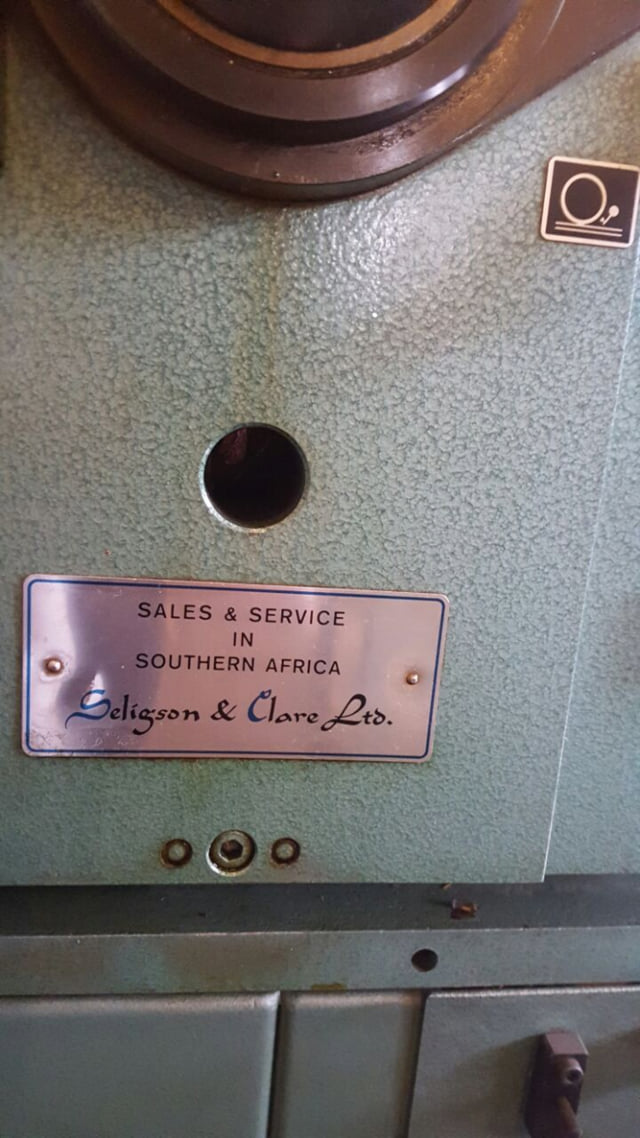 SALES & SERVICE
IN
SOUTHERN AFRICA
Seligson & Clare Ltd.